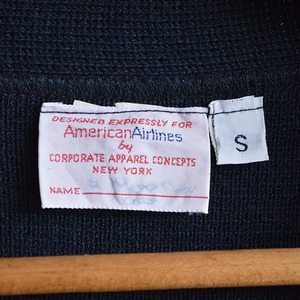 DESIGNED EXPRESSLY FOR
AmericanAirlines
by
CORPORATE APPAREL CONCEPTS
NEW YORK
NAME
S